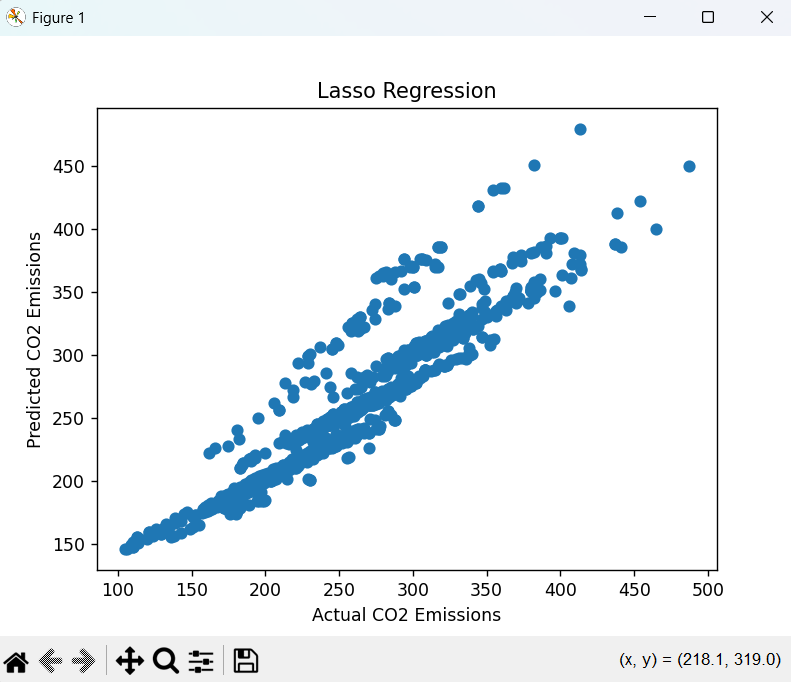 Figure 1
Lasso Regression
Predicted CO2 Emissions
450
400
350
300
250
200
150
100 150 200 250 300 350 400 450 500
Actual CO2 Emissions
(x, y) = (218.1, 319.0)